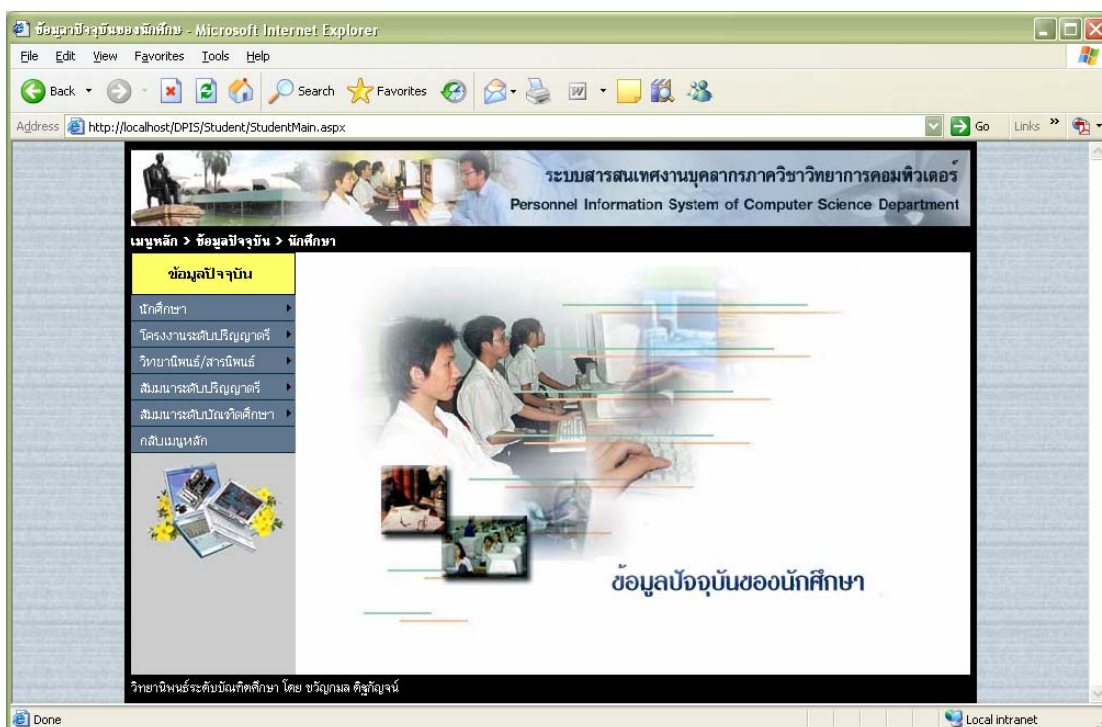 ข้อมูลาปัจจุบันของนักศึกษ - Microsoft Internet Explorer
File Edit View Favorites Tools Help
Back Search Favorites
Address http://localhost/DPIS/Student/StudentMain.aspx Go Links »
ระบบสารสนเทศงานบุคลากรภาควิชาวิทยาการคอมพิวเตอร์
Personnel Information System of Computer Science Department
เมนูหลัก > ข้อมูลปัจจุบัน > นักศึกษา
ข้อมูลปัจจุบัน
นักศึกษา
โครงงานระดับปริญญาตรี
วิทยานิพนธ์/สารนิพนธ์
สัมมนาระดับปริญญาตรี
สัมมนาระดับบัณฑิตศึกษา
กลับเมนูหลัก
ข้อมูลปัจจุบันของนักศึกษา
วิทยานิพนธ์ระดับบัณฑิตศึกษา โดย ขวัญกมล ดิฐกัญจน์
Done Local intranet